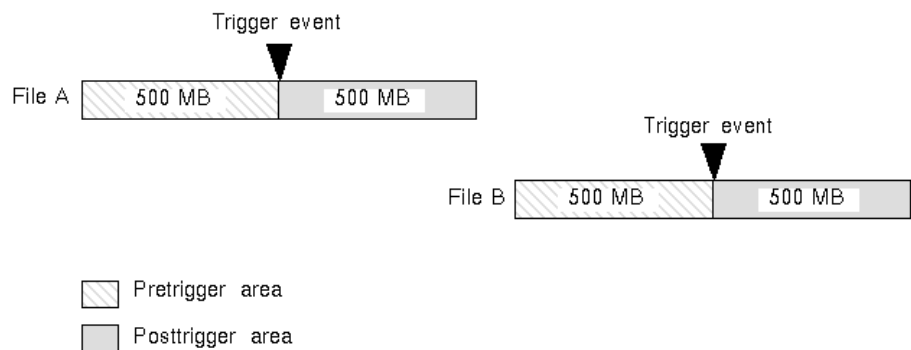 Trigger event
File A 500 MB 500 MB
Trigger event
File B 500 MB 500 MB
Pretrigger area
Posttrigger area